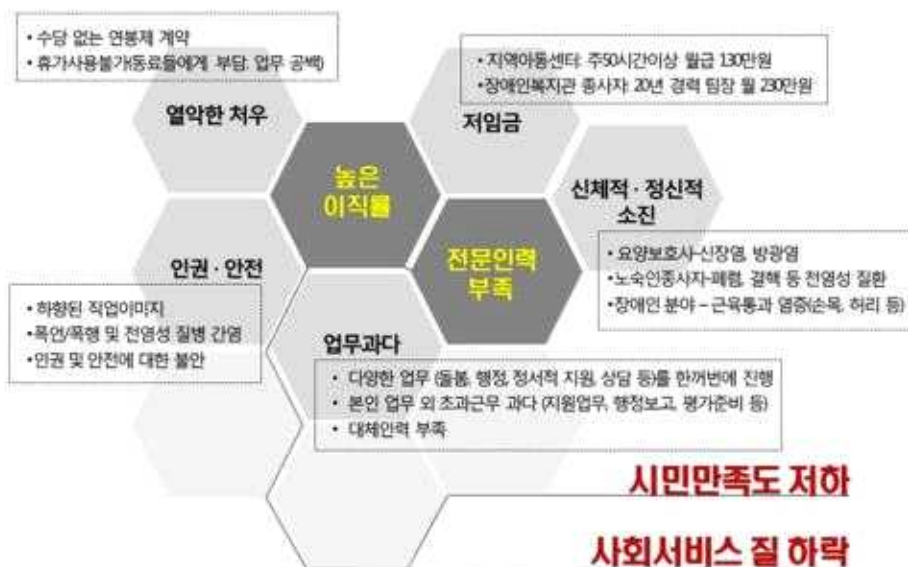 • 수당 없는 연봉제 계약
• 휴가사용불가(동료들에게 부담: 업무 공백)
열악한 처우
• 지역아동센터: 주50시간이상 월급 130만원
•장애인복지관 종사자: 20년 경력 팀장 월 230만원
저임금
높은
이직률
신체적·정신적
소진
• 요양보호사-신장염, 방광염
• 노숙인종사자-폐렴, 결핵 등 전염성 질환
• 장애인 분야 – 근육통과 염증(손목, 허리 등)
전문인력
부족
인권·안전
• 하향된 직업이미지
•폭언/폭행 및 전염성 질병 간염
•인권 및 안전에 대한 불안
업무과다
• 다양한 업무 (돌봄, 행정, 정서적 지원, 상담 등)를 한꺼번에 진행
• 본인 업무 외 초과근무 과다 (지원업무, 행정보고, 평가준비 등)
• 대체인력 부족
시민만족도 저하
사회서비스 질 하락